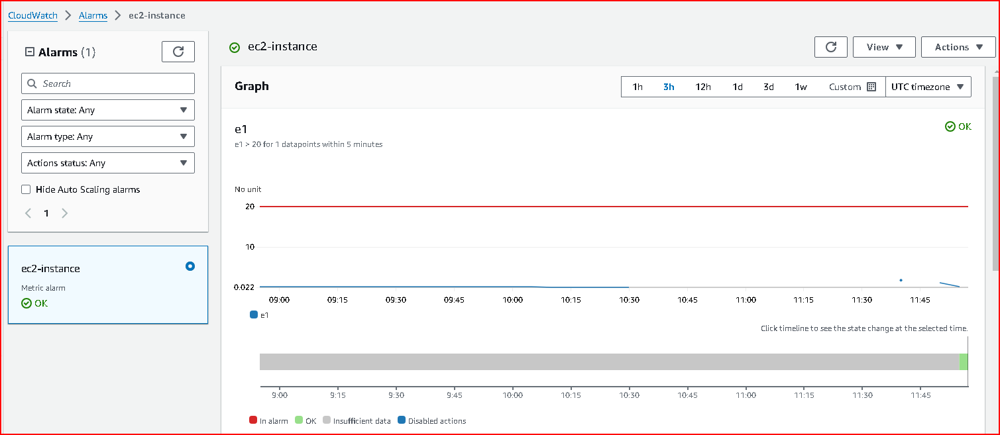 CloudWatch > Alarms > ec2-instance
Alarms (1)
Search
Alarm state: Any
Alarm type: Any
Actions status: Any
Hide Auto Scaling alarms
1
ec2-instance
Metric alarm
OK
ec2-instance
View
Actions
Graph
1h 3h 12h 1d 3d 1w Custom UTC timezone
e1
OK
e1 > 20 for 1 datapoints within 5 minutes
No unit
20
10
0.022
09:00 09:15 09:30 09:45 10:00 10:15 10:30 10:45 11:00 11:15 11:30 11:45
e1
Click timeline to see the state change at the selected time.
9:00 9:15 9:30 9:45 10:00 10:15 10:30 10:45 11:00 11:15 11:30 11:45
In alarm OK Insufficient data Disabled actions